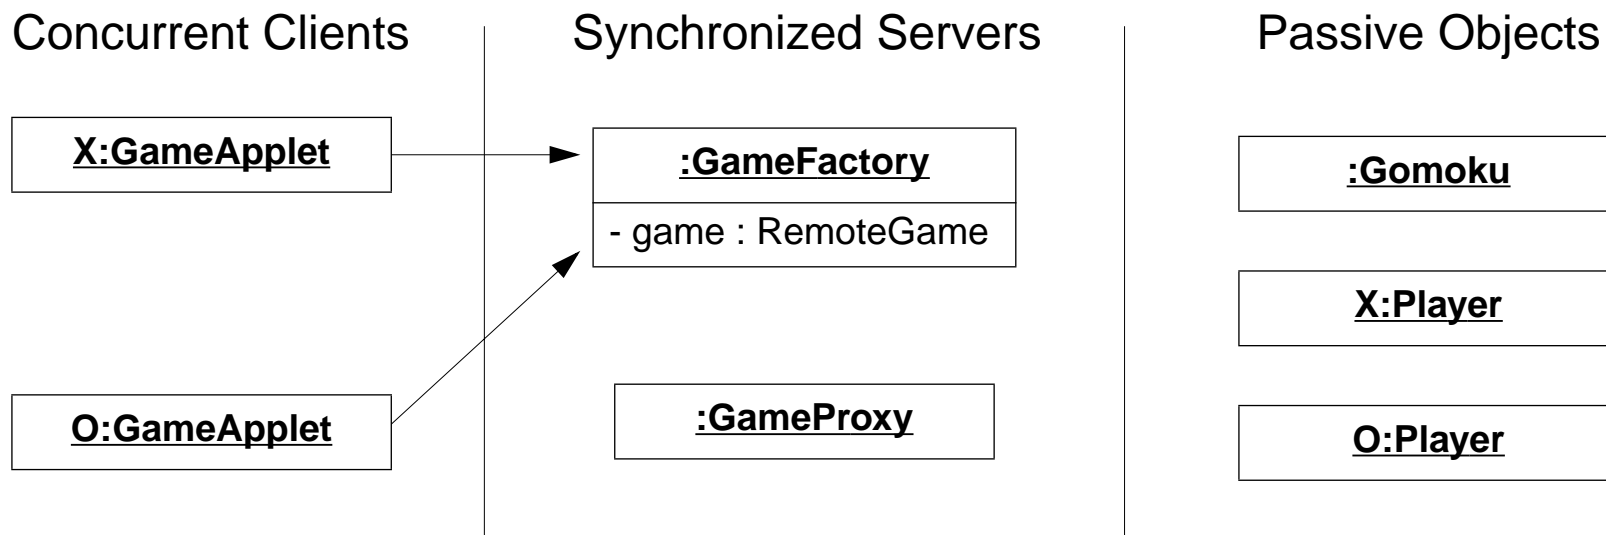 Concurrent Clients
Synchronized Servers
Passive Objects
X:GameApplet
O:GameApplet
:GameFactory
- game : RemoteGame
:GameProxy
:Gomoku
X:Player
O:Player